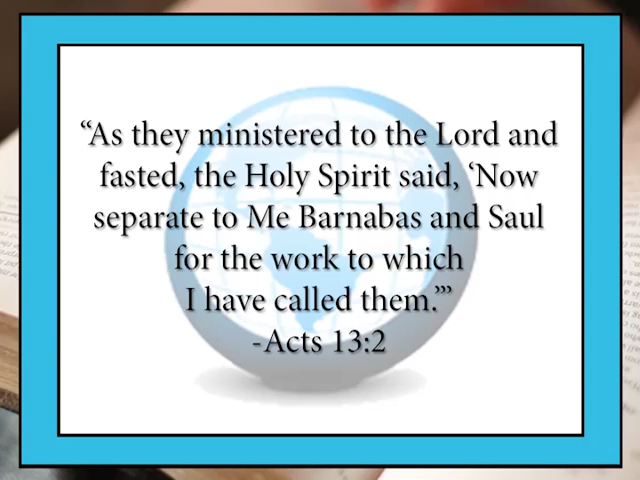 “As they ministered to the Lord and
fasted, the Holy Spirit said, ‘Now
separate to Me Barnabas and Saul
for the work to which
I have called them.’”
-Acts 13:2